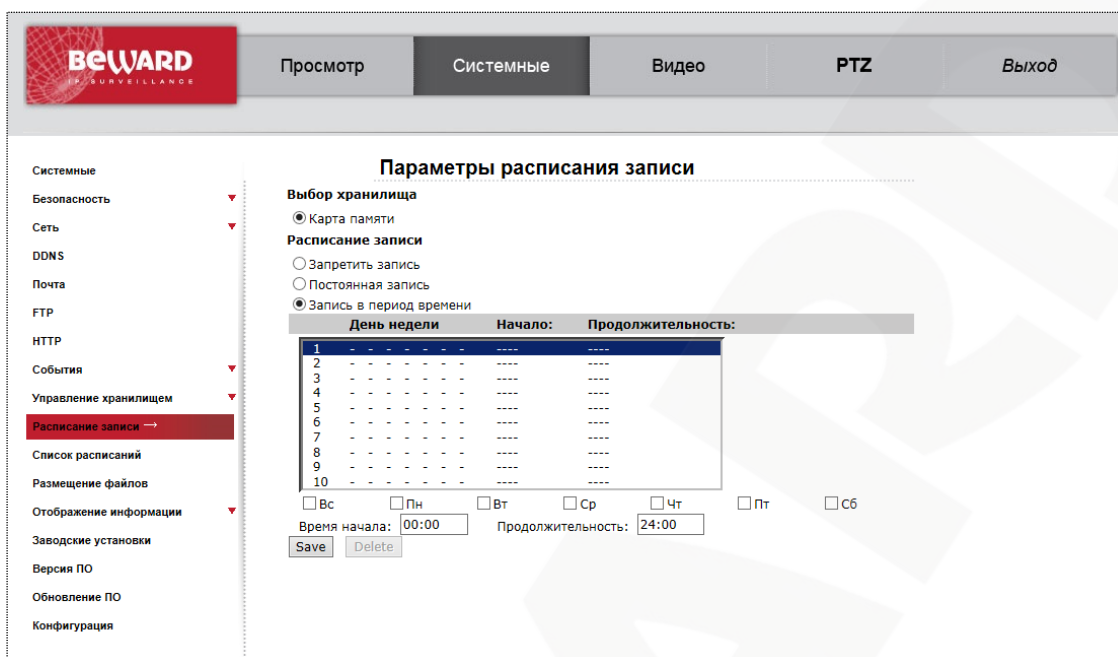 BEWARD
IP SURVEILLANCE
Просмотр Системные Видео PTZ Выход
Системные
Безопасность
Сеть
DDNS
Почта
FTP
HTTP
События
Управление хранилищем
Расписание записи →
Список расписаний
Размещение файлов
Отображение информации
Заводские установки
Версия ПО
Обновление ПО
Конфигурация
Параметры расписания записи
Выбор хранилища
Карта памяти
Расписание записи
Запретить запись
Постоянная запись
Запись в период времени
День недели Начало: Продолжительность:
1 - - - - - - - ---- ----
2 - - - - - - - ---- ----
3 - - - - - - - ---- ----
4 - - - - - - - ---- ----
5 - - - - - - - ---- ----
6 - - - - - - - ---- ----
7 - - - - - - - ---- ----
8 - - - - - - - ---- ----
9 - - - - - - - ---- ----
10 - - - - - - - ---- ----
Вс Пн Вт Ср Чт Пт Сб
Время начала: 00:00 Продолжительность: 24:00
Save Delete